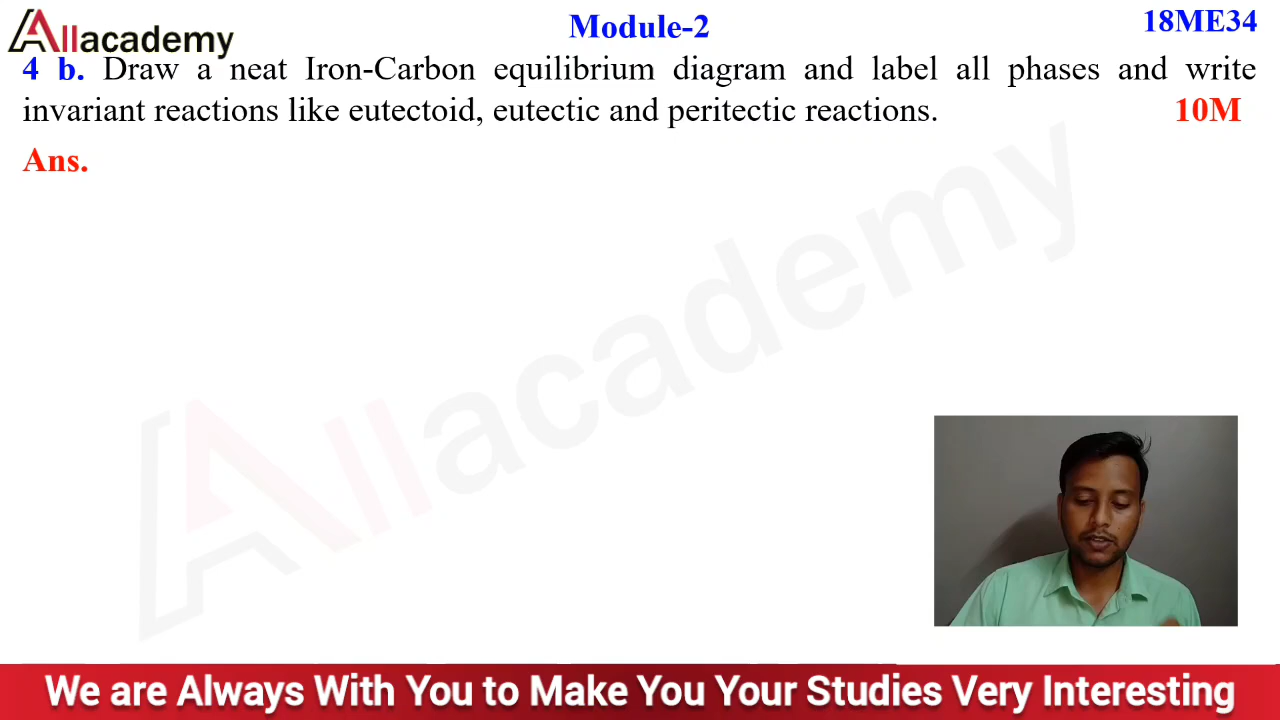 Allacademy
Module-2
18ME34
4 b. Draw a neat Iron-Carbon equilibrium diagram and label all phases and write
invariant reactions like eutectoid, eutectic and peritectic reactions. 10M
Ans.
Allacademy
We are Always With You to Make You Your Studies Very Interesting